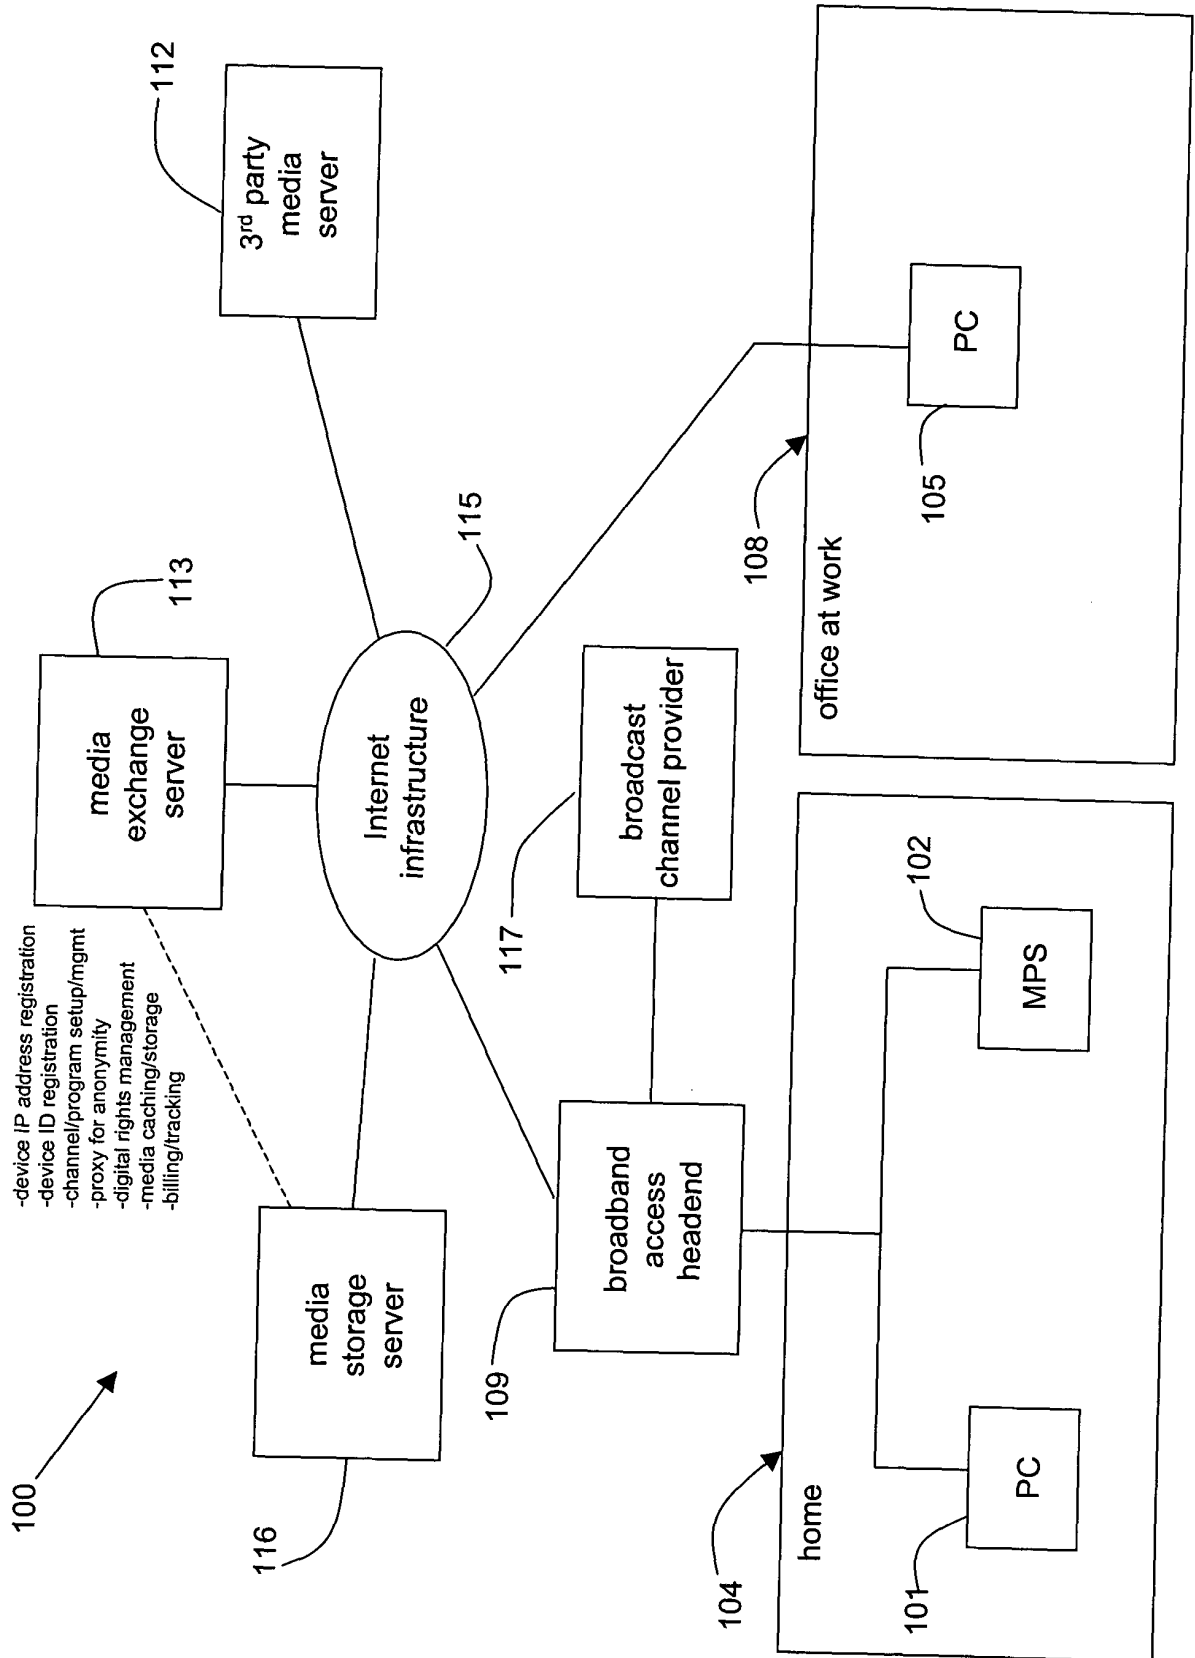 100
-device IP address registration
-device ID registration
-channel/program setup/mgmt
-proxy for anonymity
-digital rights management
-media caching/storage
-billing/tracking
media
exchange
server
113
3rd party
media
server
112
116
media
storage
server
Internet
infrastructure
115
109
broadband
access
headend
117
broadcast
channel provider
104
home
101
PC
102
MPS
108
office at work
105
PC